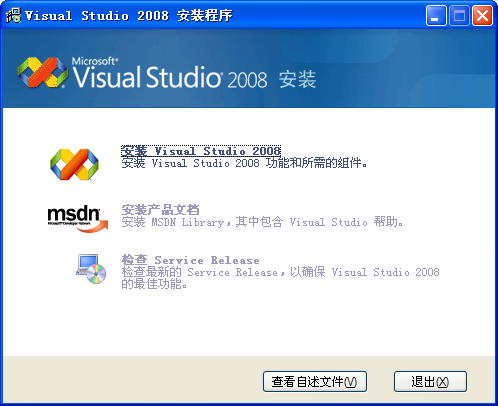 Visual Studio 2008 安装程序
Microsoft®
Visual Studio® 2008 安装
安装 Visual Studio 2008
安装 Visual Studio 2008 功能和所需的组件。
msdn
Microsoft Developer Network
安装产品文档
安装 MSDN Library，其中包含 Visual Studio 帮助。
检查 Service Release
检查最新的 Service Release，以确保 Visual Studio 2008
的最佳功能。
查看自述文件(V)
退出(X)